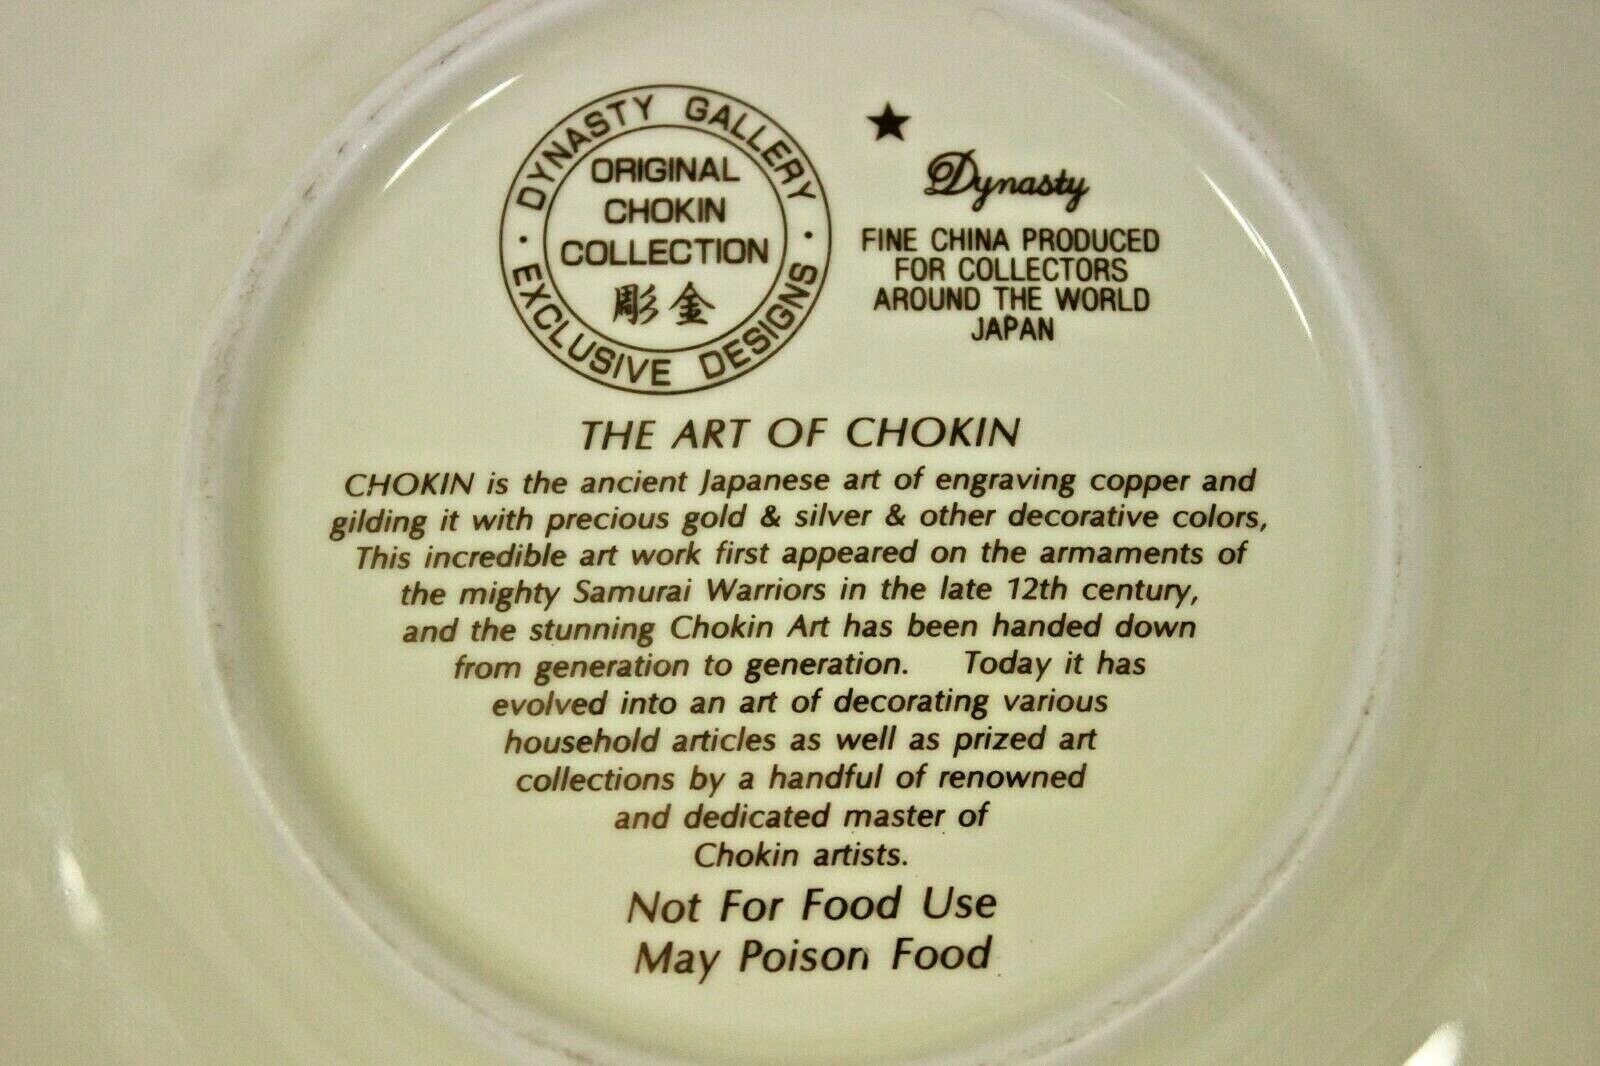 DYNASTY GALLERY
ORIGINAL
CHOKIN
COLLECTION
彫金
· EXCLUSIVE DESIGNS ·
★
Dynasty
FINE CHINA PRODUCED
FOR COLLECTORS
AROUND THE WORLD
JAPAN
THE ART OF CHOKIN
CHOKIN is the ancient Japanese art of engraving copper and
gilding it with precious gold & silver & other decorative colors,
This incredible art work first appeared on the armaments of
the mighty Samurai Warriors in the late 12th century,
and the stunning Chokin Art has been handed down
from generation to generation. Today it has
evolved into an art of decorating various
household articles as well as prized art
collections by a handful of renowned
and dedicated master of
Chokin artists.
Not For Food Use
May Poison Food